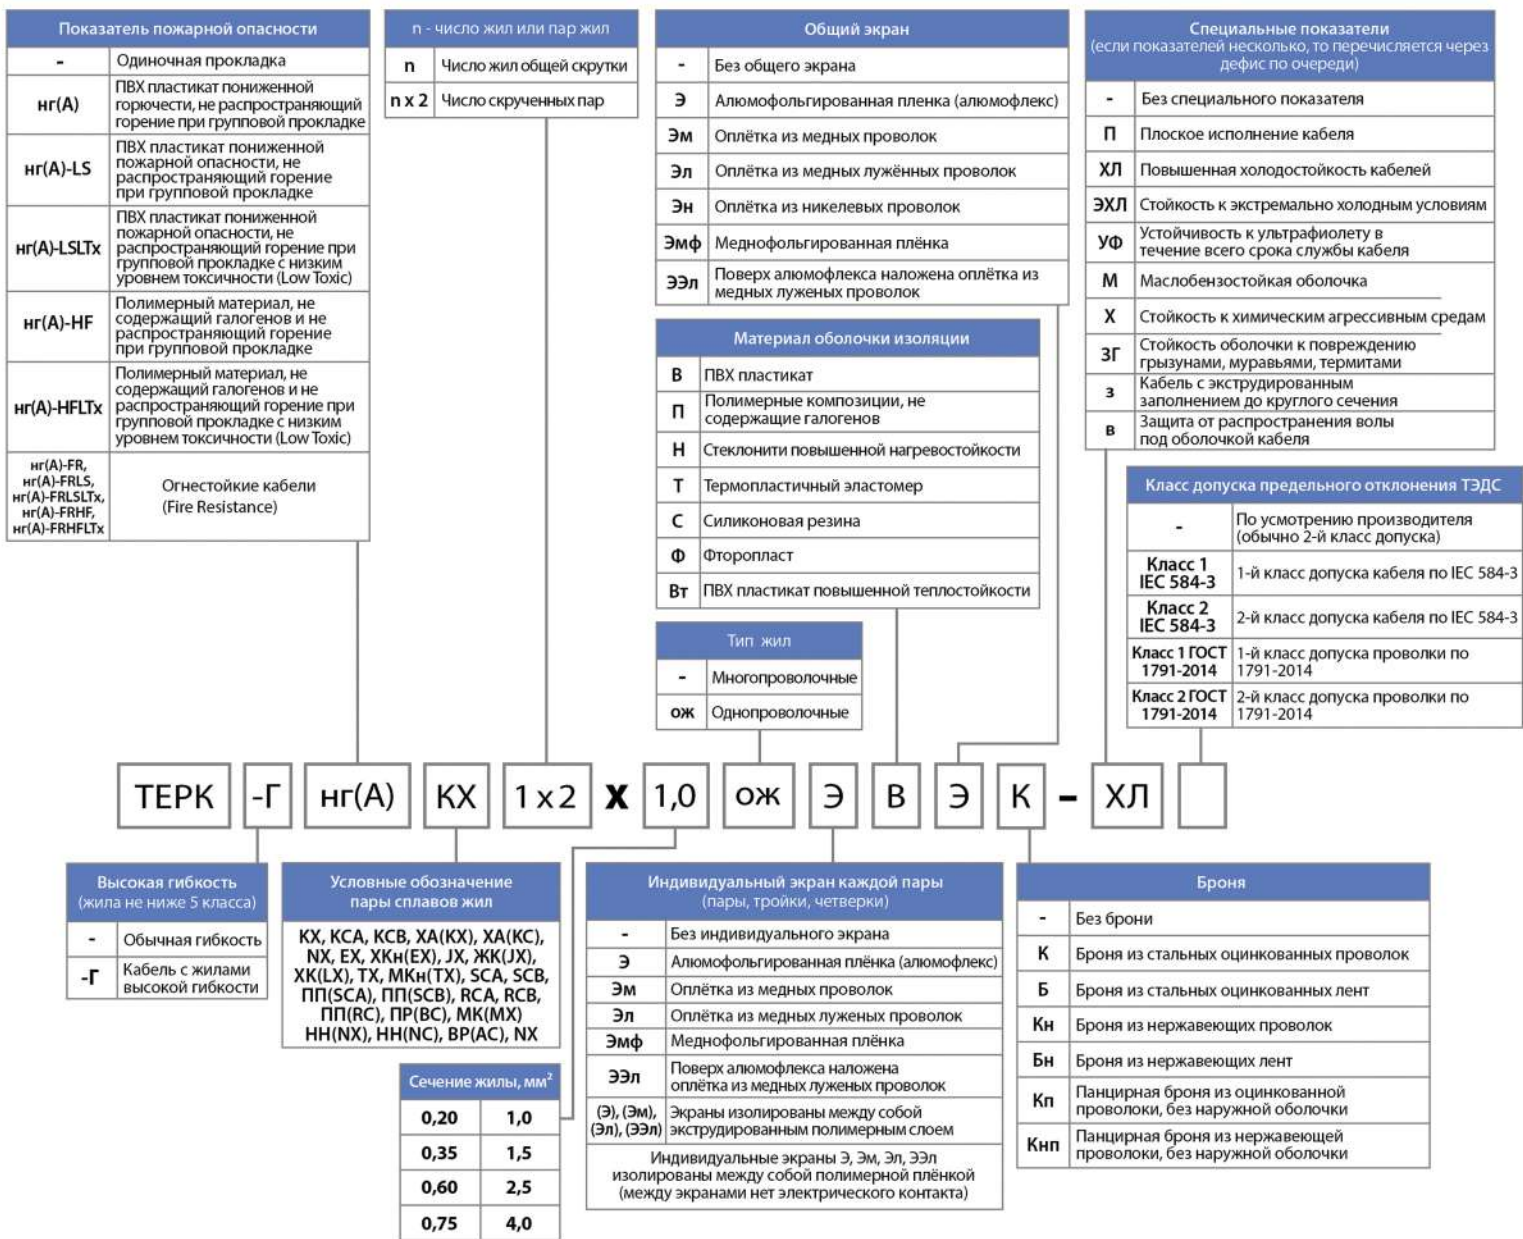 Показатель пожарной опасности
- Одиночная прокладка
нг(А) ПВХ пластикат пониженной
горючести, не распространяющий
горение при групповой прокладке
нг(А)-LS ПВХ пластикат пониженной
пожарной опасности, не
распространяющий горение
при групповой прокладке
нг(А)-LSLTx ПВХ пластикат пониженной
пожарной опасности, не
распространяющий горение при
групповой прокладке с низким
уровнем токсичности (Low Toxic)
нг(А)-HF Полимерный материал, не
содержащий галогенов и не
распространяющий горение
при групповой прокладке
нг(А)-HFLTx Полимерный материал, не
содержащий галогенов и не
распространяющий горение при
групповой прокладке с низким
уровнем токсичности (Low Toxic)
нг(А)-FR,
нг(А)-FRLS,
нг(А)-FRLSLTx,
нг(А)-FRHF,
нг(А)-FRHFLTx
Огнестойкие кабели
(Fire Resistance)
n - число жил или пар жил
n Число жил общей скрутки
n x 2 Число скрученных пар
Общий экран
- Без общего экрана
Э Алюмофольгированная пленка (алюмофлекс)
Эм Оплётка из медных проволок
Эл Оплётка из медных лужённых проволок
Эн Оплётка из никелевых проволок
Эмф Меднофольгированная плёнка
ЭЭл Поверх алюмофлекса наложена оплётка из
медных луженых проволок
Материал оболочки изоляции
В ПВХ пластикат
П Полимерные композиции, не
содержащие галогенов
Н Стеклонити повышенной нагревостойкости
Т Термопластичный эластомер
С Силиконовая резина
Ф Фторопласт
Вт ПВХ пластикат повышенной теплостойкости
Тип жил
- Многопроволочные
ож Однопроволочные
Специальные показатели
(если показателей несколько, то перечисляется через
дефис по очереди)
- Без специального показателя
П Плоское исполнение кабеля
ХЛ Повышенная холодостойкость кабелей
ЭХЛ Стойкость к экстремально холодным условиям
УФ Устойчивость к ультрафиолету в
течение всего срока службы кабеля
М Маслобензостойкая оболочка
Х Стойкость к химическим агрессивным средам
ЗГ Стойкость оболочки к повреждению
грызунами, муравьями, термитами
з Кабель с экструдированным
заполнением до круглого сечения
в Защита от распространения волы
под оболочкой кабеля
Класс допуска предельного отклонения ТЭДС
- По усмотрению производителя
(обычно 2-й класс допуска)
Класс 1
IEC 584-3 1-й класс допуска кабеля по IEC 584-3
Класс 2
IEC 584-3 2-й класс допуска кабеля по IEC 584-3
Класс 1 ГОСТ 1-й класс допуска проволки по
1791-2014 1791-2014
Класс 2 ГОСТ 2-й класс допуска проволки по
1791-2014 1791-2014
ТЕРК -Г нг(А) КХ 1 х 2 х 1,0 ож Э В Э К – ХЛ
Высокая гибкость
(жила не ниже 5 класса)
- Обычная гибкость
-Г Кабель с жилами
высокой гибкости
Условные обозначение
пары сплавов жил
КХ, КСА, КСВ, ХА(КХ), ХА(КС),
NX, ЕХ, ХКн(ЕХ), JX, ЖК(JX),
ХК(LX), ТХ, МКн(ТХ), SCA, SCB,
ПП(SCA), ПП(SCB), RCA, RCB,
ПП(RC), ПР(ВС), МК(МХ)
НН(NX), НН(NC), ВР(АС), NX
Сечение жилы, мм²
0,20 1,0
0,35 1,5
0,60 2,5
0,75 4,0
Индивидуальный экран каждой пары
(пары, тройки, четверки)
- Без индивидуального экрана
Э Алюмофольгированная плёнка (алюмофлекс)
Эм Оплётка из медных проволок
Эл Оплётка из медных луженых проволок
Эмф Меднофольгированная плёнка
ЭЭл Поверх алюмофлекса наложена
оплётка из медных луженых проволок
(Э), (Эм), Экраны изолированы между собой
(Эл), (ЭЭл) экструдированным полимерным слоем
Индивидуальные экраны Э, Эм, Эл, ЭЭл
изолированы между собой полимерной плёнкой
(между экранами нет электрического контакта)
Броня
- Без брони
К Броня из стальных оцинкованных проволок
Б Броня из стальных оцинкованных лент
Кн Броня из нержавеющих проволок
Бн Броня из нержавеющих лент
Кп Панцирная броня из оцинкованной
проволоки, без наружной оболочки
Кнп Панцирная броня из нержавеющей
проволоки, без наружной оболочки